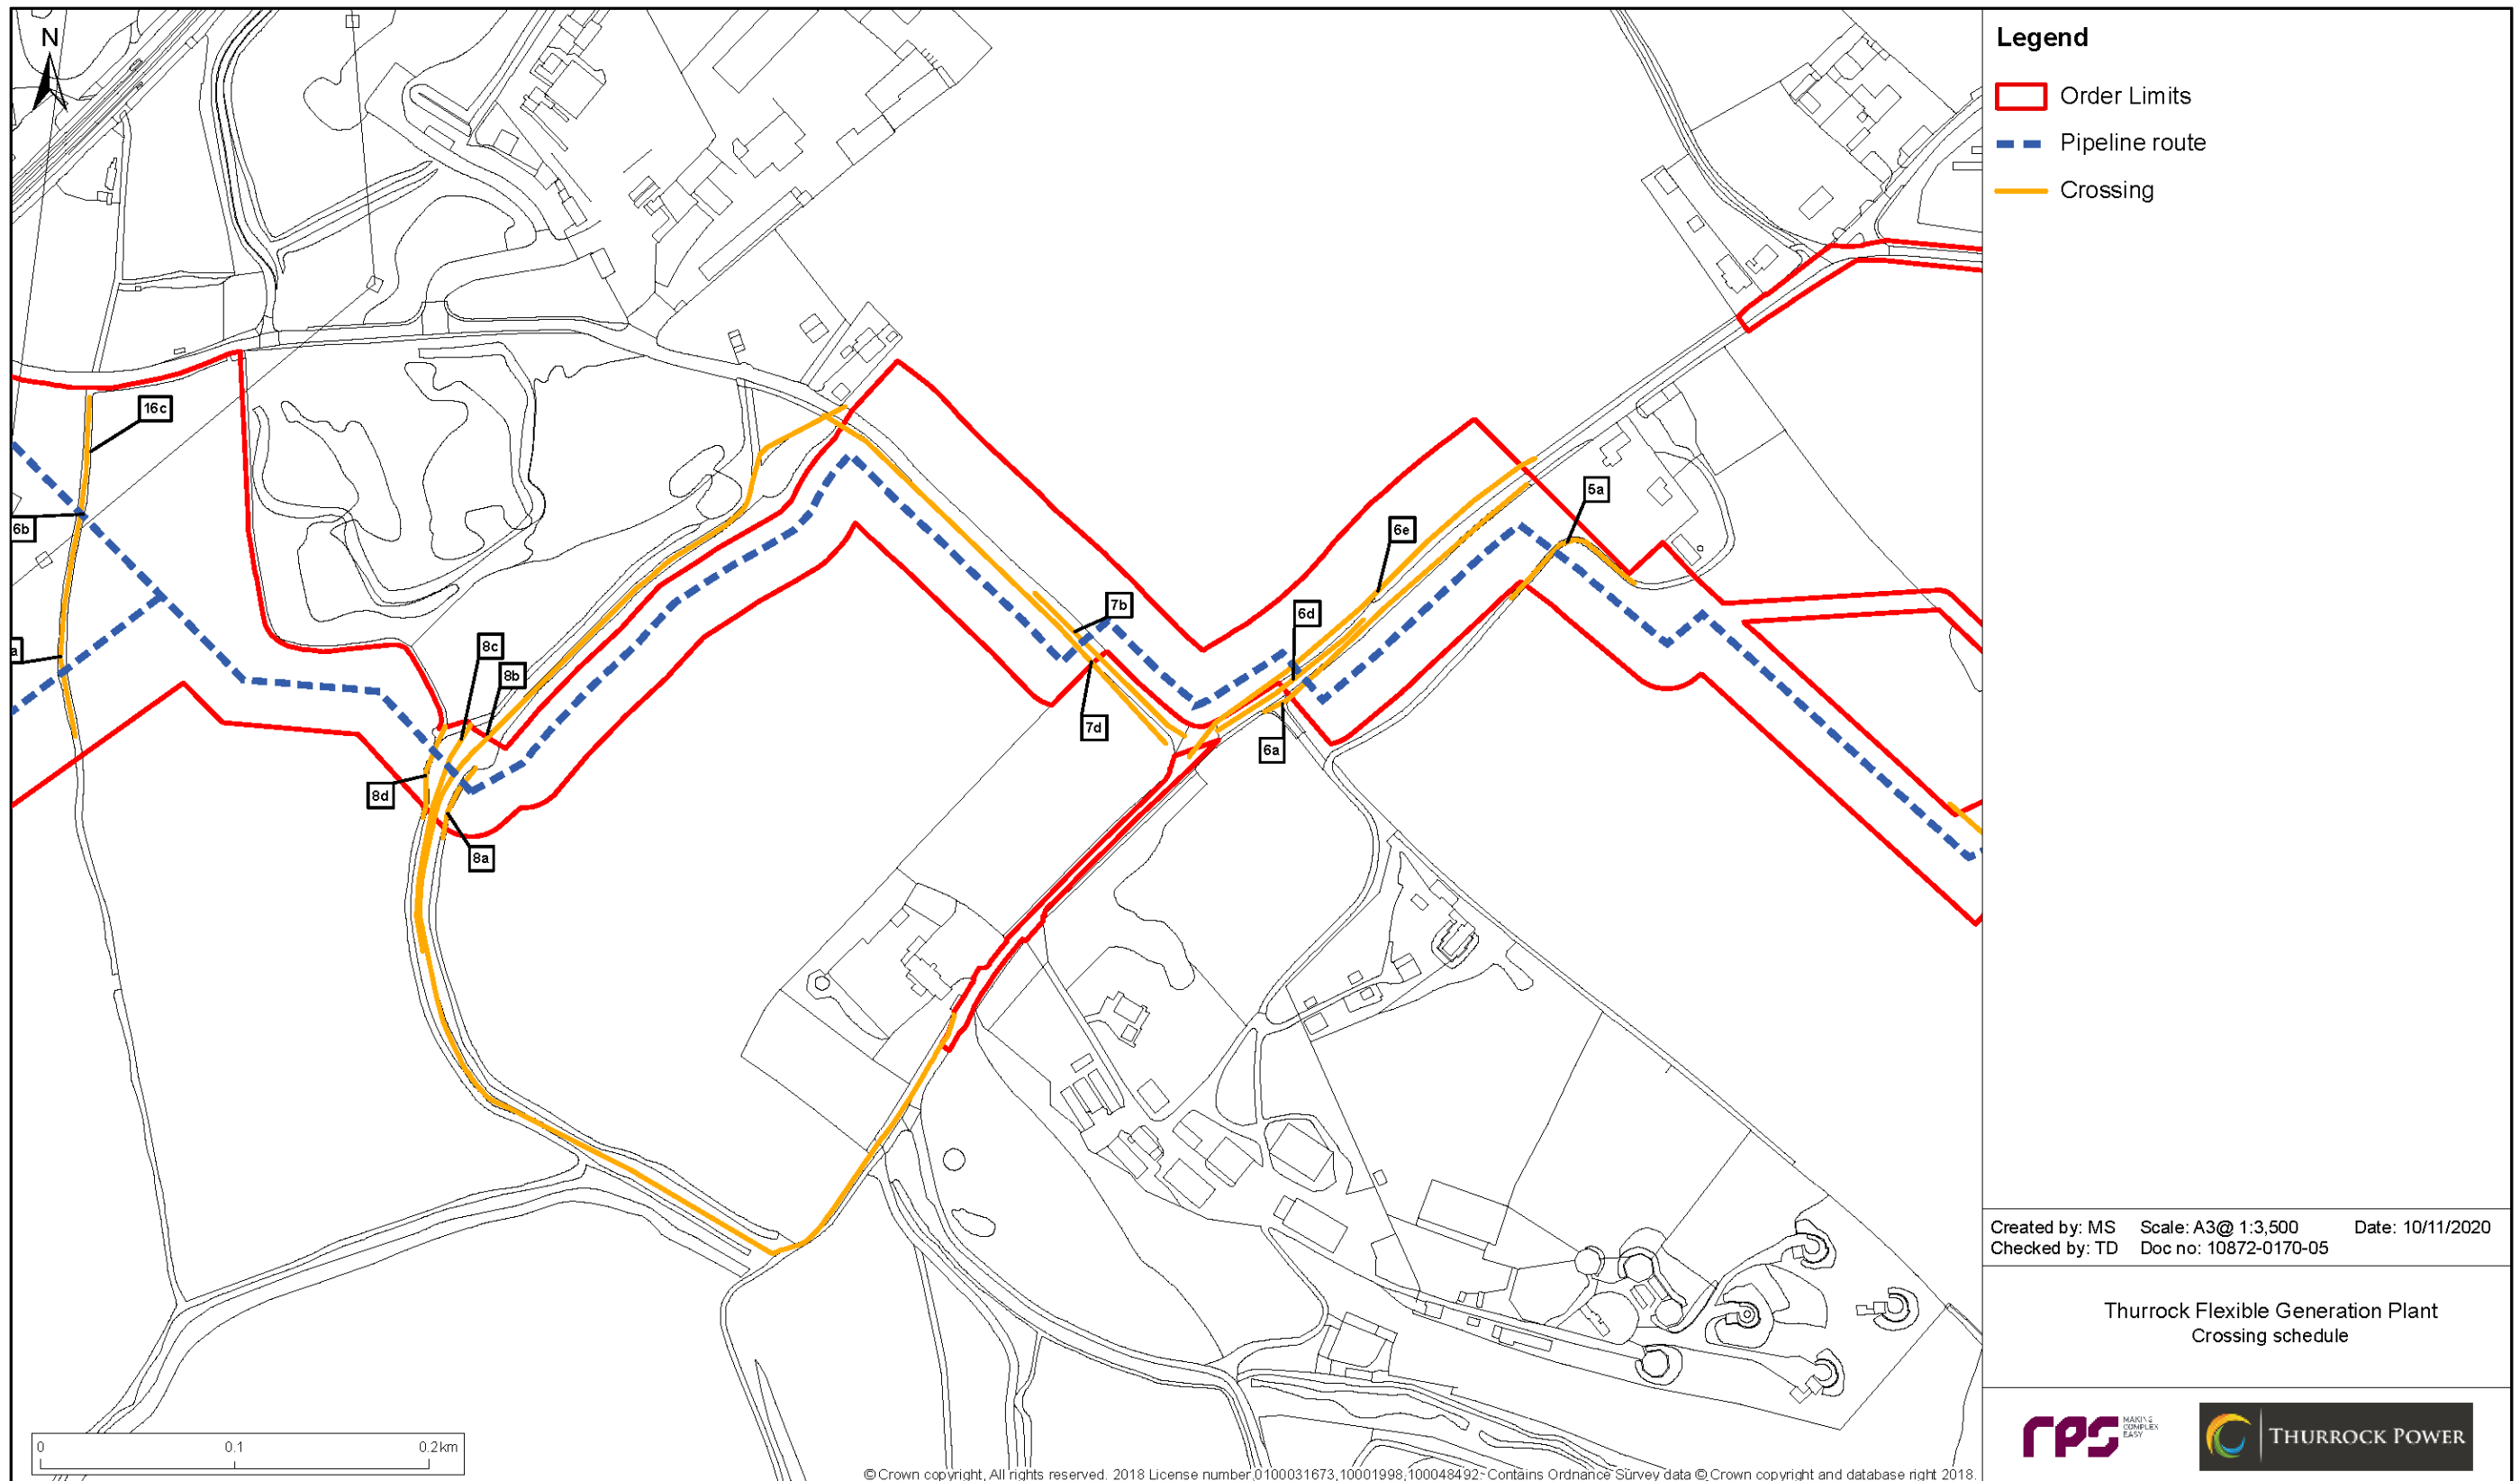 N
16c
6b
a
8c
8b
8d
8a
7b
7d
6e
6d
6a
5a
0 0.1 0.2km
©Crown copyright, All rights reserved. 2018 License number 0100031673,10001998,100048492. Contains Ordnance Survey data © Crown copyright and database right 2018.
Legend
Order Limits
Pipeline route
Crossing
Created by: MS Scale: A3@ 1:3,500 Date: 10/11/2020
Checked by: TD Doc no: 10872-0170-05
Thurrock Flexible Generation Plant
Crossing schedule
rps
MAKING
COMPLEX
EASY
THURROCK POWER